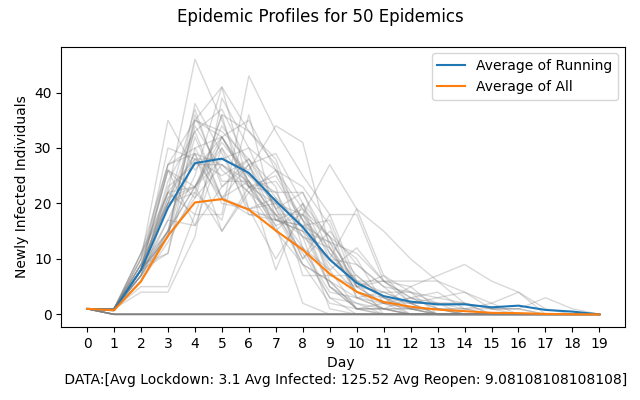 Epidemic Profiles for 50 Epidemics
Average of Running
Average of All
Newly Infected Individuals
40
30
20
10
0
0 1 2 3 4 5 6 7 8 9 10 11 12 13 14 15 16 17 18 19
Day
DATA:[Avg Lockdown: 3.1 Avg Infected: 125.52 Avg Reopen: 9.08108108108108]